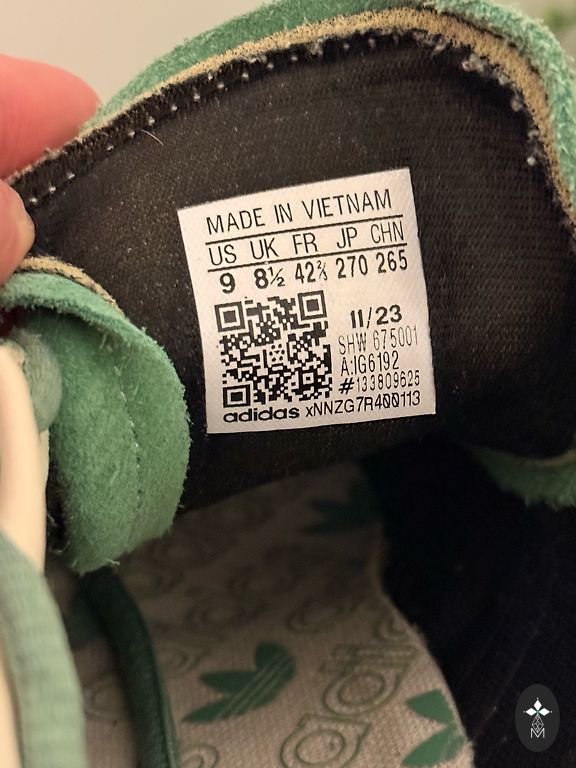 MADE IN VIETNAM
US UK FR JP CHN
9 8½ 42⅔ 270 265
11/23
SHW 675001
A:IG6192
#133809625
adidas xNNZG7R400113
adidas
M